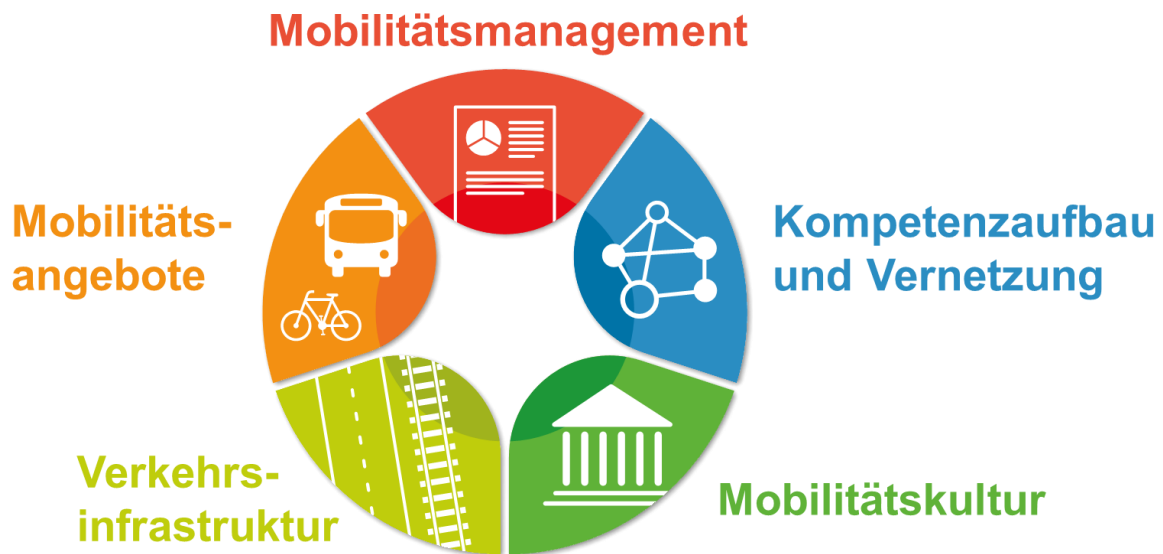 Mobilitätsmanagement
Mobilitäts-
angebote
Kompetenzaufbau
und Vernetzung
Verkehrs-
infrastruktur
Mobilitätskultur